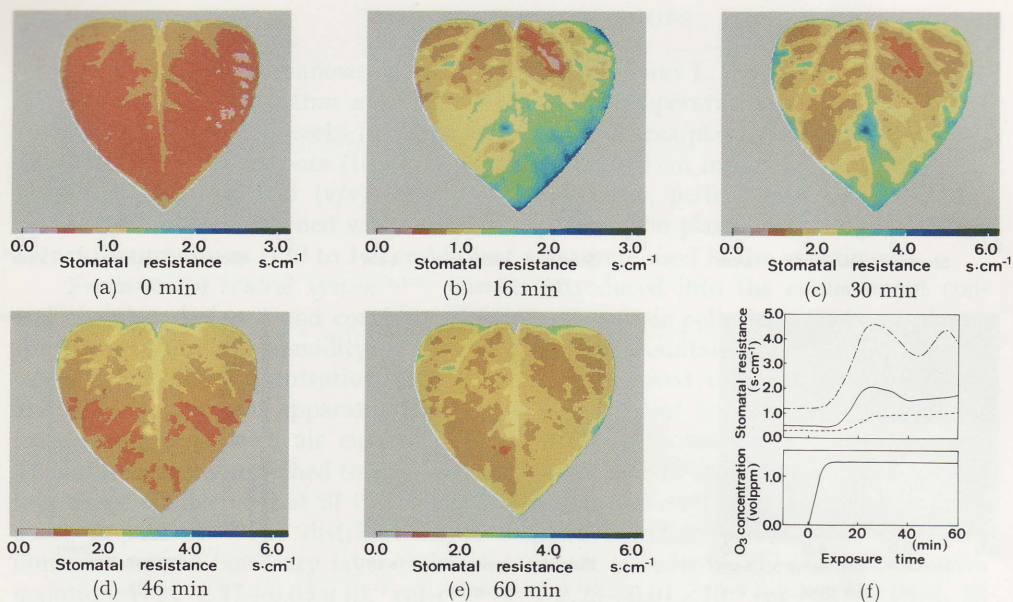 0.0 1.0 2.0 3.0
Stomatal resistance s·cm⁻¹
(a) 0 min
0.0 1.0 2.0 3.0
Stomatal resistance s·cm⁻¹
(b) 16 min
0.0 2.0 4.0 6.0
Stomatal resistance s·cm⁻¹
(c) 30 min
0.0 2.0 4.0 6.0
Stomatal resistance s·cm⁻¹
(d) 46 min
0.0 2.0 4.0 6.0
Stomatal resistance s·cm⁻¹
(e) 60 min
Stomatal resistance
(s·cm⁻¹)
5.0
4.0
3.0
2.0
1.0
0.0
O₃ concentration
(volppm)
1.0
0.0
0 20 40 60
(min)
Exposure time
(f)